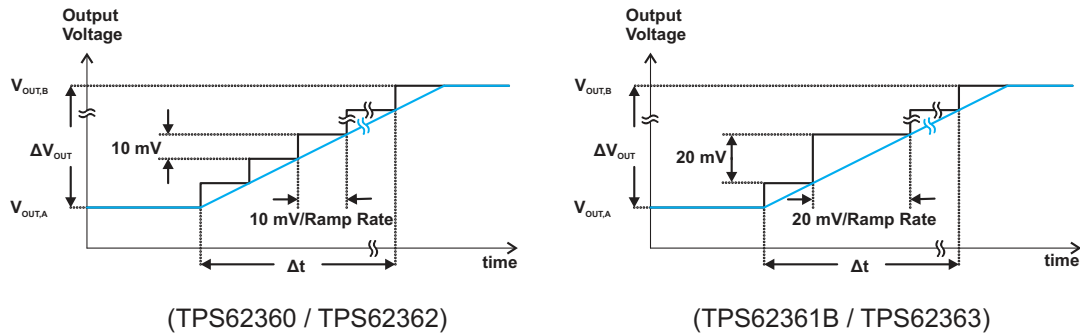 Output
Voltage
V_OUT,B
ΔV_OUT
10 mV
V_OUT,A
10 mV/Ramp Rate
Δt
time
(TPS62360 / TPS62362)
Output
Voltage
V_OUT,B
ΔV_OUT
20 mV
V_OUT,A
20 mV/Ramp Rate
Δt
time
(TPS62361B / TPS62363)